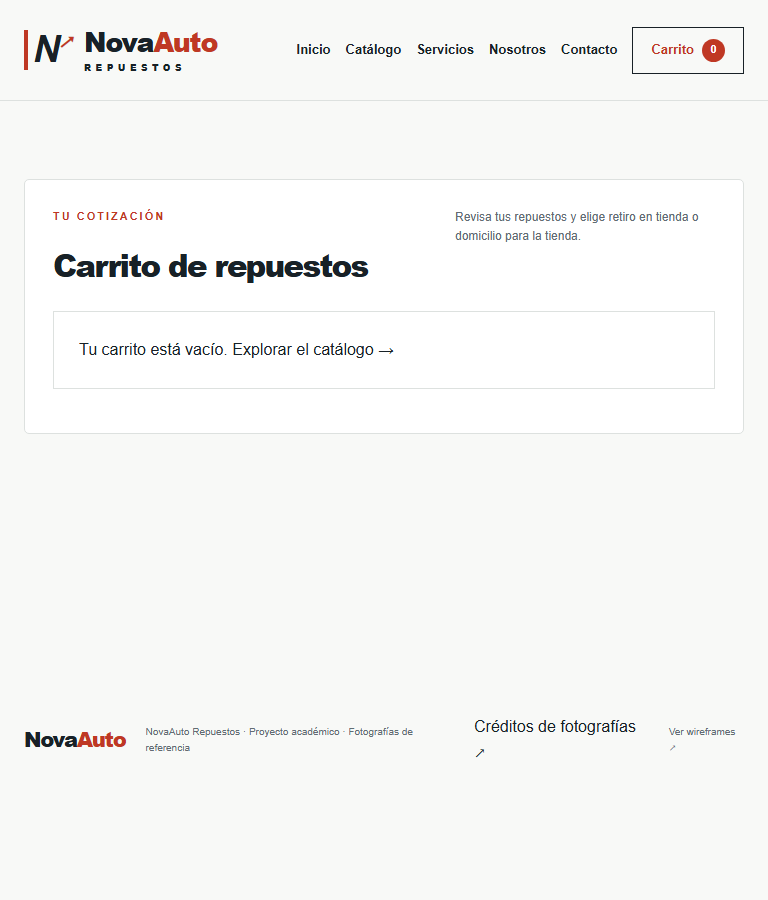 N↗ NovaAuto
REPUESTOS
Inicio Catálogo Servicios Nosotros Contacto Carrito 0
TU COTIZACIÓN
Carrito de repuestos
Revisa tus repuestos y elige retiro en tienda o
domicilio para la tienda.
Tu carrito está vacío. Explorar el catálogo →
NovaAuto
NovaAuto Repuestos · Proyecto académico · Fotografías de
referencia
Créditos de fotografías
↗
Ver wireframes
↗